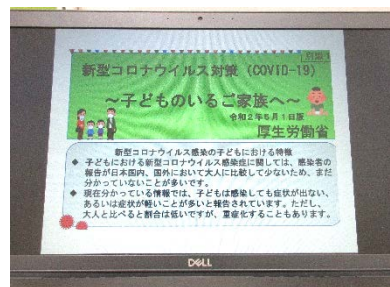 新型コロナウイルス対策（COVID-19）
～子どものいるご家族へ～
令和2年5月1日版
厚生労働省
新型コロナウイルス感染の子どもにおける特徴
◆ 子どもにおける新型コロナウイルス感染症に関しては、感染者の
報告が日本国内、国外において大人に比較して少ないため、まだ
分かっていないことが多いです。
◆ 現在分かっている情報では、子どもは感染しても症状が出ない、
あるいは症状が軽いことが多いと報告されています。ただし、
大人と比べると割合は低いですが、重症化することもあります。
DELL